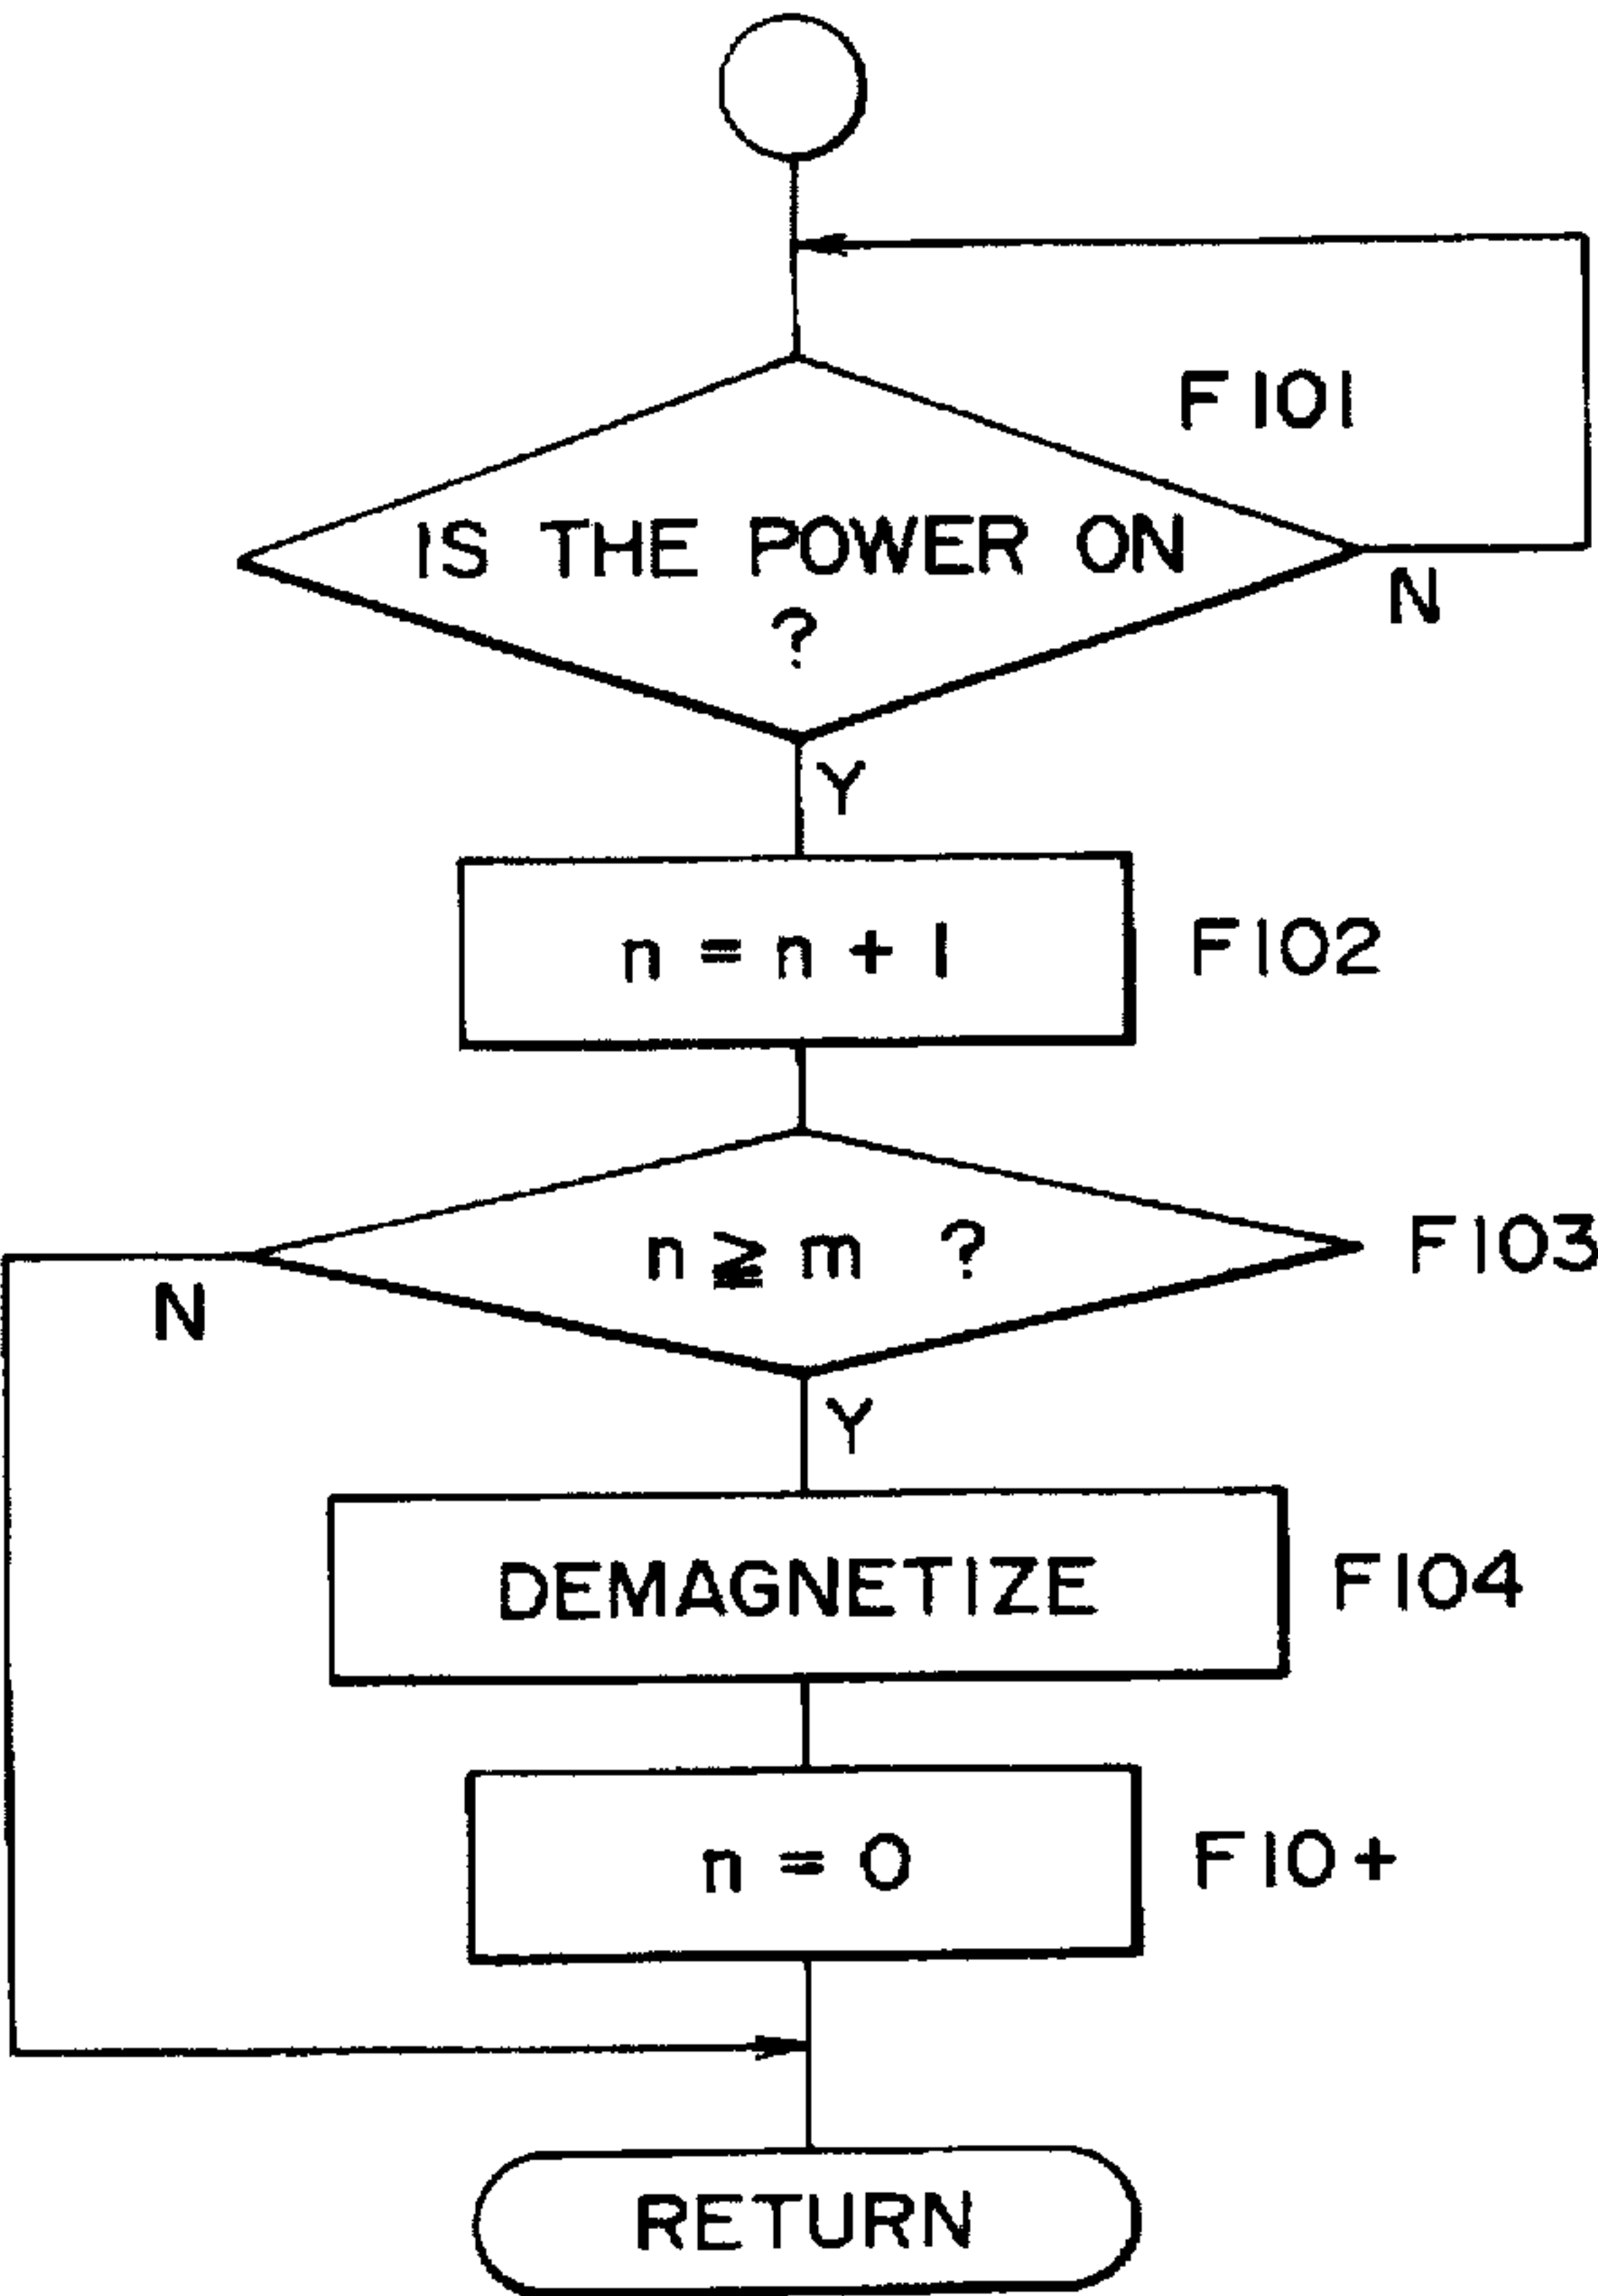 F101
IS THE POWER ON
?
N
Y
n = n + 1
F102
n ≧ m ?
F103
N
Y
DEMAGNETIZE
F104
n = 0
F10+
RETURN